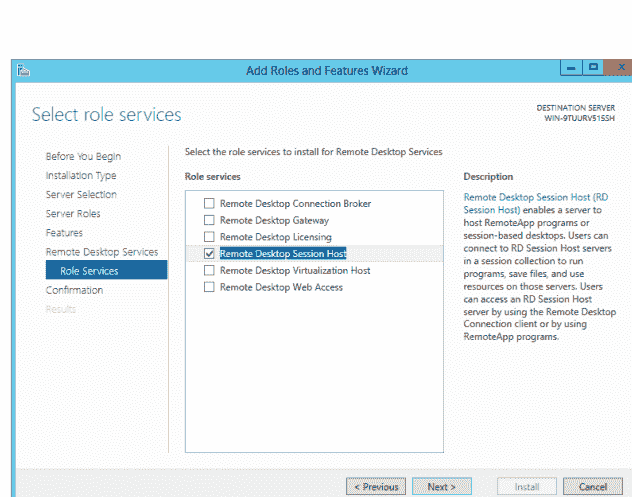 Add Roles and Features Wizard
Select role services
DESTINATION SERVER
WIN-9TUURV51SSH
Before You Begin
Installation Type
Server Selection
Server Roles
Features
Remote Desktop Services
Role Services
Confirmation
Results
Select the role services to install for Remote Desktop Services
Role services
Remote Desktop Connection Broker
Remote Desktop Gateway
Remote Desktop Licensing
Remote Desktop Session Host
Remote Desktop Virtualization Host
Remote Desktop Web Access
Description
Remote Desktop Session Host (RD
Session Host) enables a server to
host RemoteApp programs or
session-based desktops. Users can
connect to RD Session Host servers
in a session collection to run
programs, save files, and use
resources on those servers. Users
can access an RD Session Host
server by using the Remote Desktop
Connection client or by using
RemoteApp programs.
< Previous
Next >
Install
Cancel